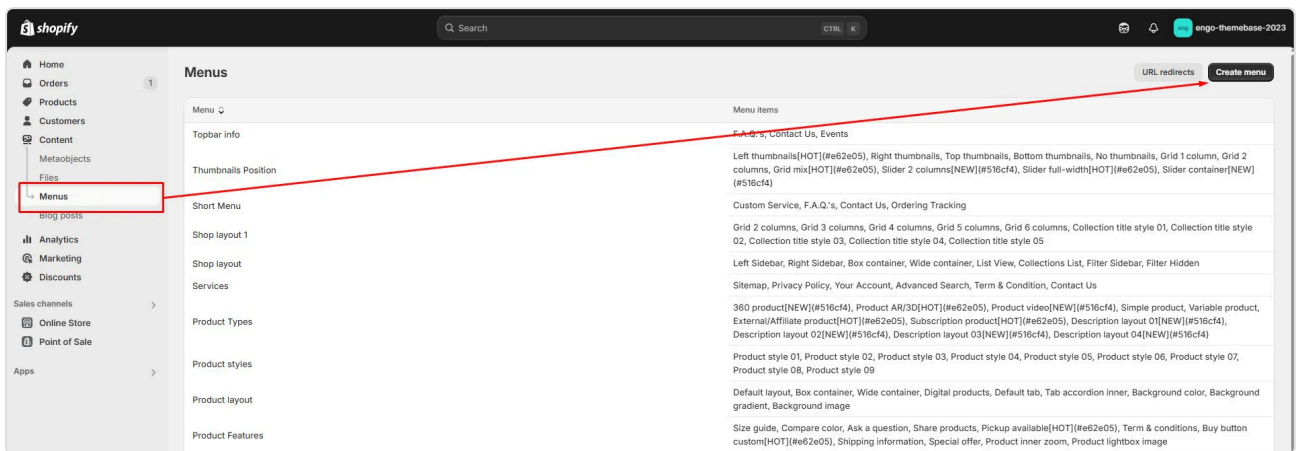 shopify
Search
CTRL K
eng
engo-themebase-2023
Home
Orders
1
Products
Customers
Content
Metaobjects
Files
Menus
Blog posts
Analytics
Marketing
Discounts
Sales channels
Online Store
Point of Sale
Apps
Menus
URL redirects
Create menu
Menu
Menu items
Topbar info
F.A.Q.'s, Contact Us, Events
Thumbnails Position
Left thumbnails[HOT](#e62e05), Right thumbnails, Top thumbnails, Bottom thumbnails, No thumbnails, Grid 1 column, Grid 2
columns, Grid mix[HOT](#e62e05), Slider 2 columns[NEW](#516cf4), Slider full-width[HOT](#e62e05), Slider container[NEW]
(#516cf4)
Short Menu
Custom Service, F.A.Q.'s, Contact Us, Ordering Tracking
Shop layout 1
Grid 2 columns, Grid 3 columns, Grid 4 columns, Grid 5 columns, Grid 6 columns, Collection title style 01, Collection title style
02, Collection title style 03, Collection title style 04, Collection title style 05
Shop layout
Left Sidebar, Right Sidebar, Box container, Wide container, List View, Collections List, Filter Sidebar, Filter Hidden
Services
Sitemap, Privacy Policy, Your Account, Advanced Search, Term & Condition, Contact Us
Product Types
360 product[NEW](#516cf4), Product AR/3D[HOT](#e62e05), Product video[NEW](#516cf4), Simple product, Variable product,
External/Affiliate product[HOT](#e62e05), Subscription product[HOT](#e62e05), Description layout 01[NEW](#516cf4),
Description layout 02[NEW](#516cf4), Description layout 03[NEW](#516cf4), Description layout 04[NEW](#516cf4)
Product styles
Product style 01, Product style 02, Product style 03, Product style 04, Product style 05, Product style 06, Product style 07,
Product style 08, Product style 09
Product layout
Default layout, Box container, Wide container, Digital products, Default tab, Tab accordion inner, Background color, Background
gradient, Background image
Product Features
Size guide, Compare color, Ask a question, Share products, Pickup available[HOT](#e62e05), Term & conditions, Buy button
custom[HOT](#e62e05), Shipping information, Special offer, Product inner zoom, Product lightbox image